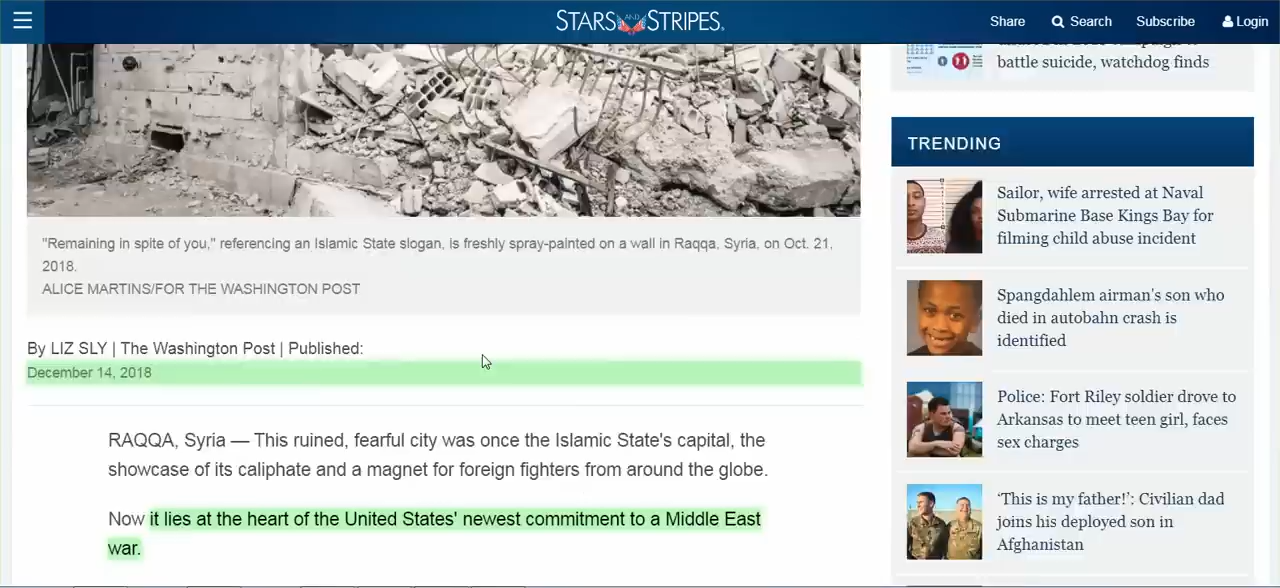 STARS AND STRIPES.
Share
Search
Subscribe
Login
battle suicide, watchdog finds
TRENDING
Sailor, wife arrested at Naval
Submarine Base Kings Bay for
filming child abuse incident
Spangdahlem airman's son who
died in autobahn crash is
identified
Police: Fort Riley soldier drove to
Arkansas to meet teen girl, faces
sex charges
‘This is my father!’: Civilian dad
joins his deployed son in
Afghanistan
"Remaining in spite of you," referencing an Islamic State slogan, is freshly spray-painted on a wall in Raqqa, Syria, on Oct. 21,
2018.
ALICE MARTINS/FOR THE WASHINGTON POST
By LIZ SLY | The Washington Post | Published:
December 14, 2018
RAQQA, Syria — This ruined, fearful city was once the Islamic State's capital, the
showcase of its caliphate and a magnet for foreign fighters from around the globe.
Now it lies at the heart of the United States' newest commitment to a Middle East
war.